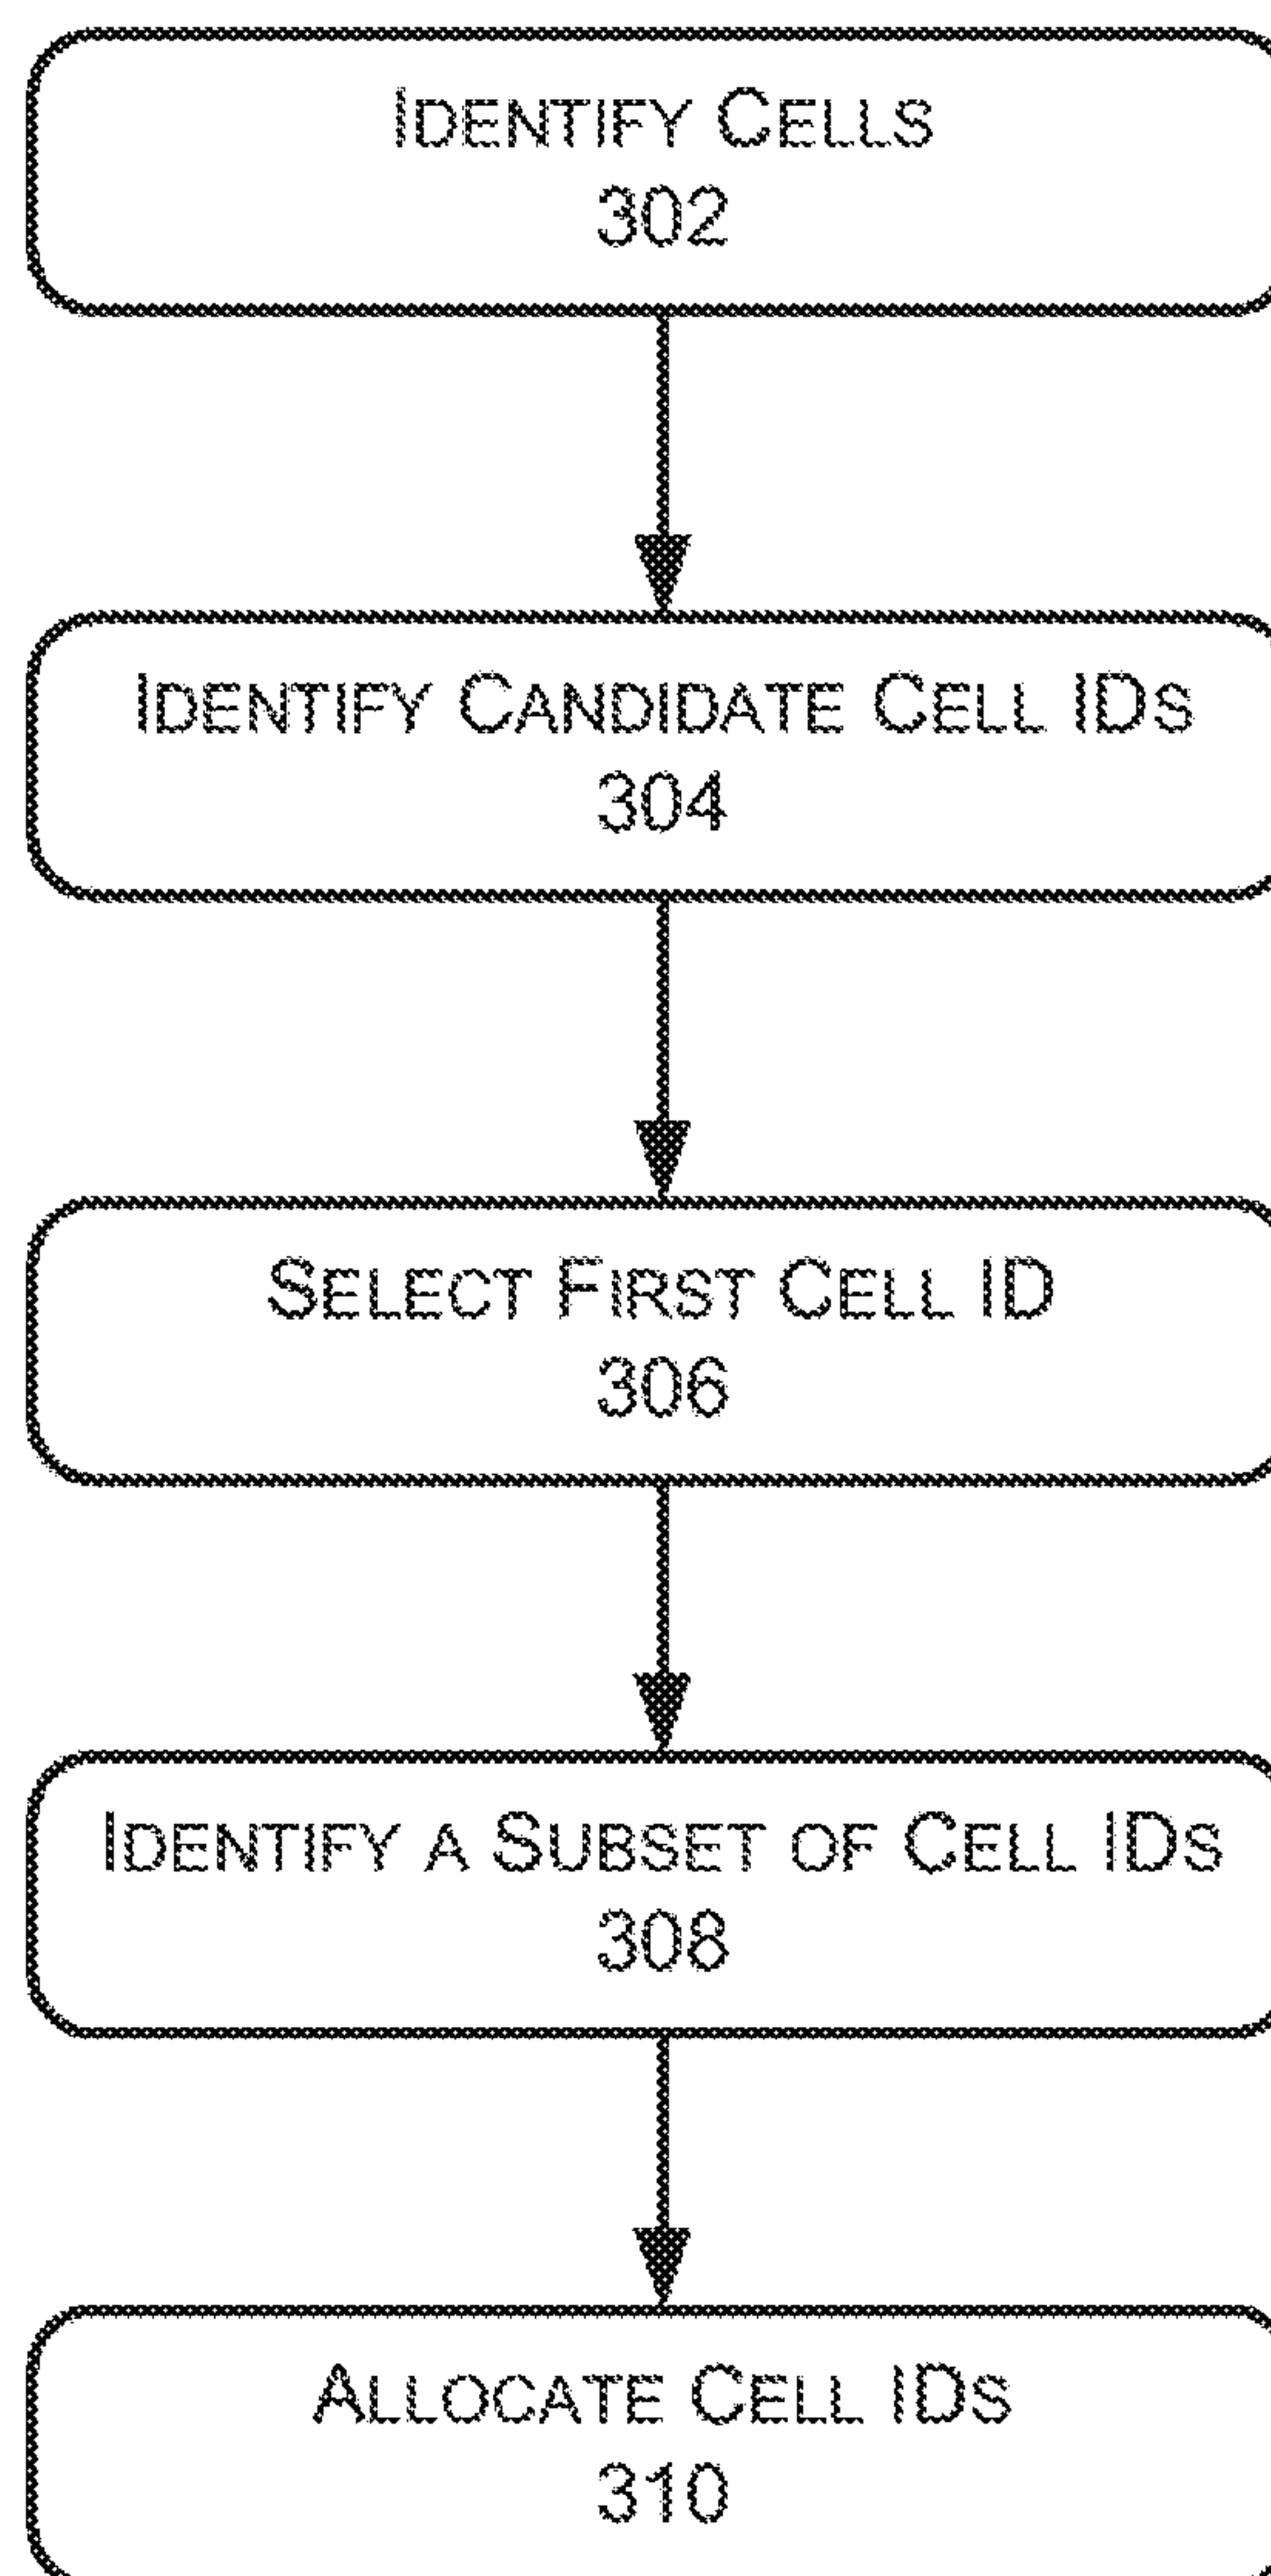 IDENTIFY CELLS
302
IDENTIFY CANDIDATE CELL IDS
304
SELECT FIRST CELL ID
306
IDENTIFY A SUBSET OF CELL IDS
308
ALLOCATE CELL IDS
310